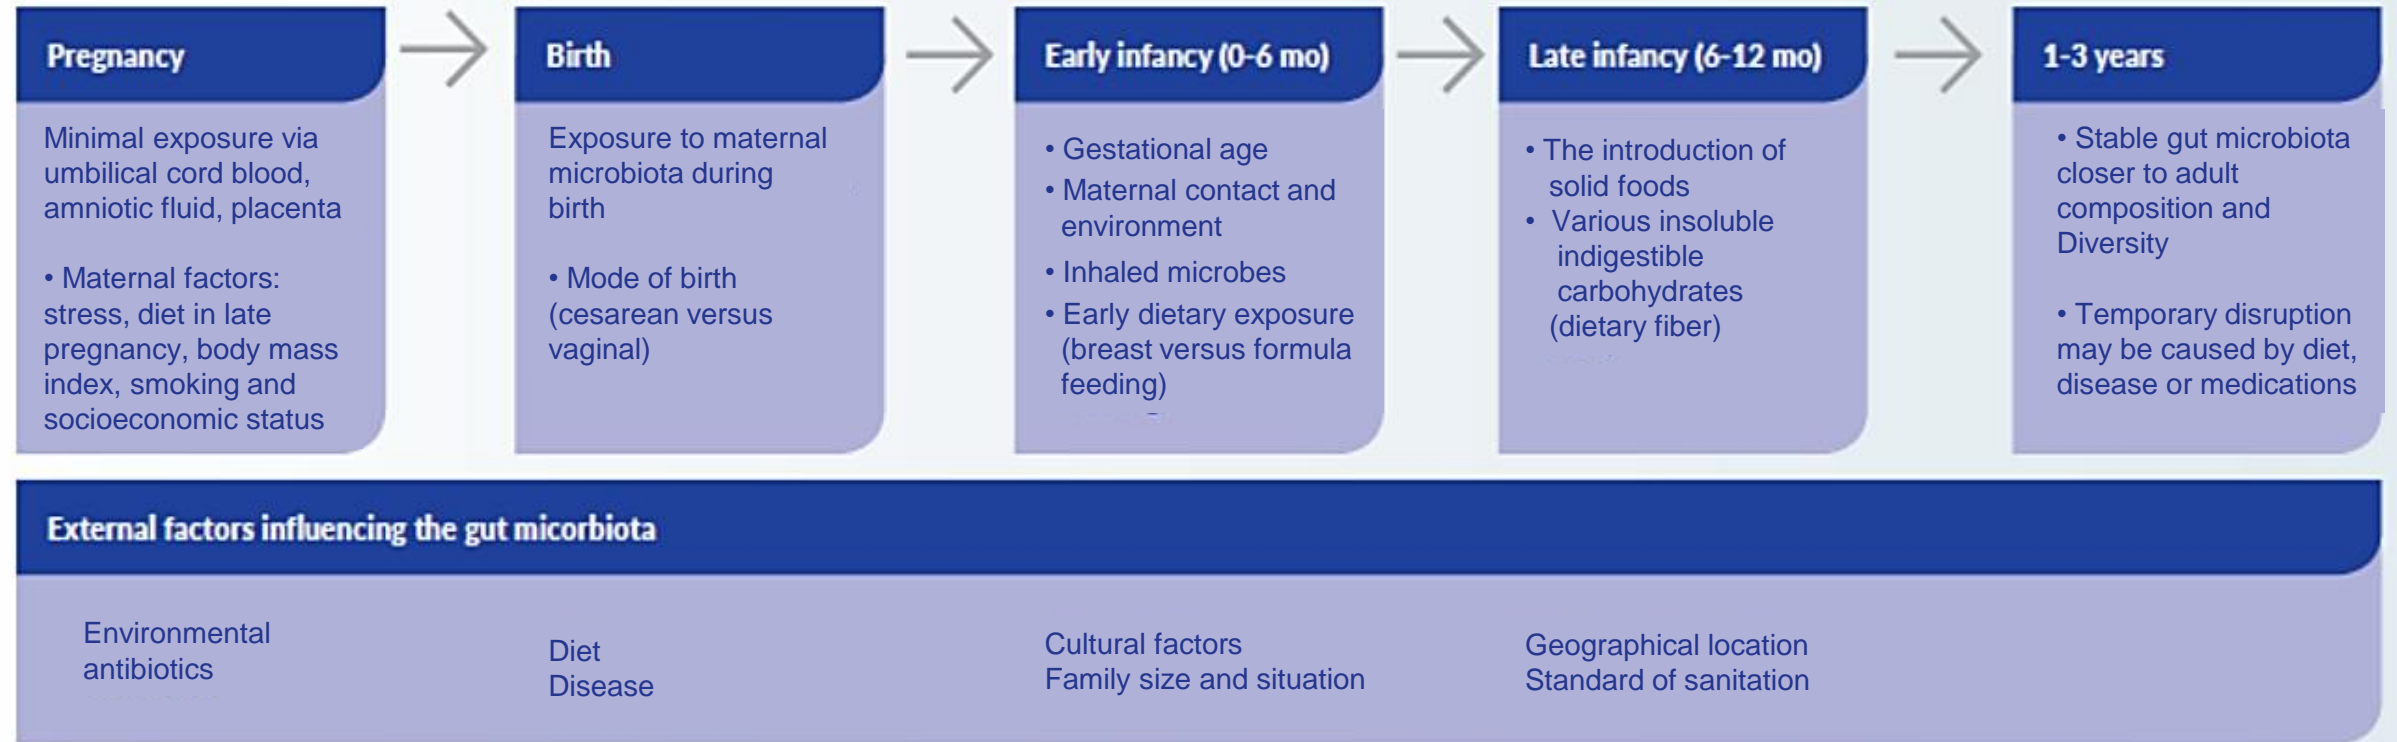 Pregnancy
Minimal exposure via
umbilical cord blood,
amniotic fluid, placenta
• Maternal factors:
stress, diet in late
pregnancy, body mass
index, smoking and
socioeconomic status
Birth
Exposure to maternal
microbiota during
birth
• Mode of birth
(cesarean versus
vaginal)
Early infancy (0-6 mo)
• Gestational age
• Maternal contact and
environment
• Inhaled microbes
• Early dietary exposure
(breast versus formula
feeding)
Late infancy (6-12 mo)
• The introduction of
solid foods
• Various insoluble
indigestible
carbohydrates
(dietary fiber)
1-3 years
• Stable gut microbiota
closer to adult
composition and
Diversity
• Temporary disruption
may be caused by diet,
disease or medications
External factors influencing the gut micorbiota
Environmental
antibiotics
Diet
Disease
Cultural factors
Family size and situation
Geographical location
Standard of sanitation